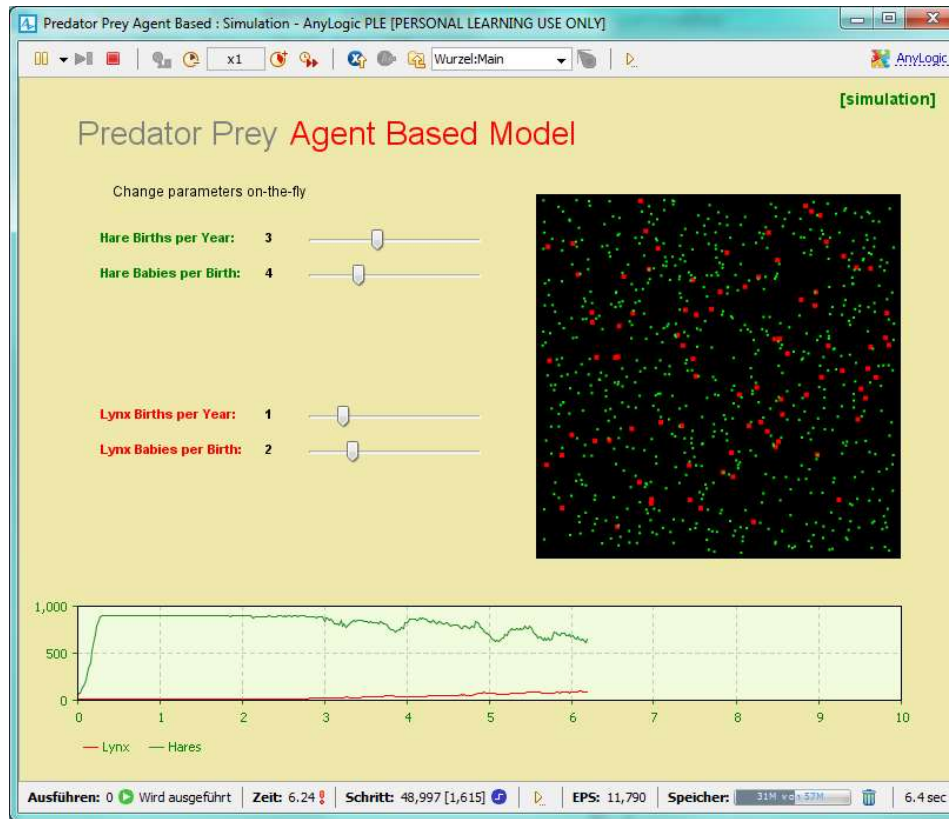 Predator Prey Agent Based : Simulation - AnyLogic PLE [PERSONAL LEARNING USE ONLY]
x1 Wurzel:Main AnyLogic
[simulation]
Predator Prey Agent Based Model
Change parameters on-the-fly
Hare Births per Year: 3
Hare Babies per Birth: 4
Lynx Births per Year: 1
Lynx Babies per Birth: 2
1,000
500
0
0 1 2 3 4 5 6 7 8 9 10
Lynx Hares
Ausführen: 0 Wird ausgeführt Zeit: 6.24 Schritt: 48,997 [1,615] EPS: 11,790 Speicher: 31M von 57M 6.4 sec